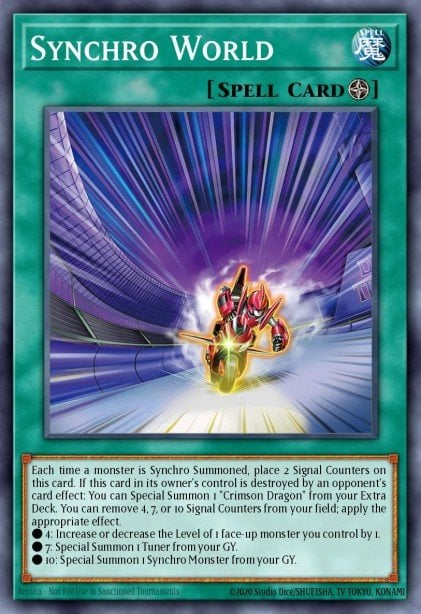 Synchro World
SPELL
魔
[Spell Card]
Each time a monster is Synchro Summoned, place 2 Signal Counters on
this card. If this card in its owner's control is destroyed by an opponent's
card effect: You can Special Summon 1 "Crimson Dragon" from your Extra
Deck. You can remove 4, 7, or 10 Signal Counters from your field; apply
the appropriate effect.
● 4: Increase or decrease the Level of 1 face-up monster you control by 1.
● 7: Special Summon 1 Tuner from your GY.
● 10: Special Summon 1 Synchro Monster from your GY.
Replica - Not For Use in Sanctioned Tournaments
©2020 Studio Dice/SHUEISHA, TV TOKYO, KONAMI